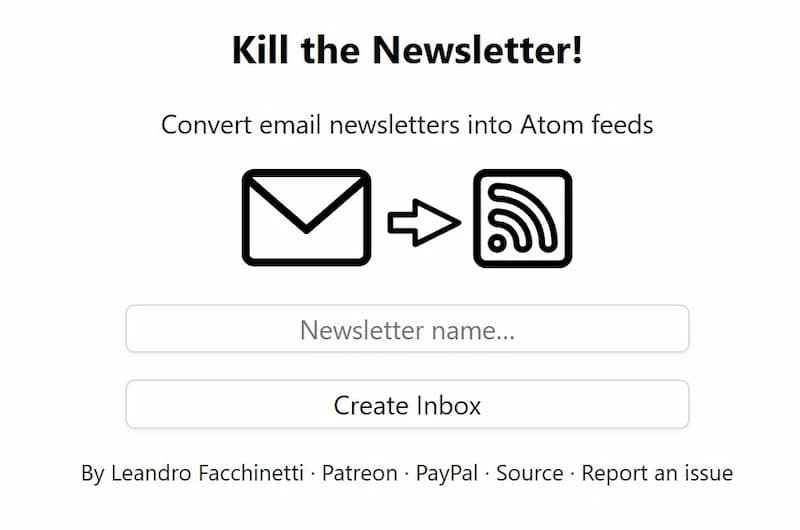 Kill the Newsletter!
Convert email newsletters into Atom feeds
Newsletter name...
Create Inbox
By Leandro Facchinetti · Patreon · PayPal · Source · Report an issue